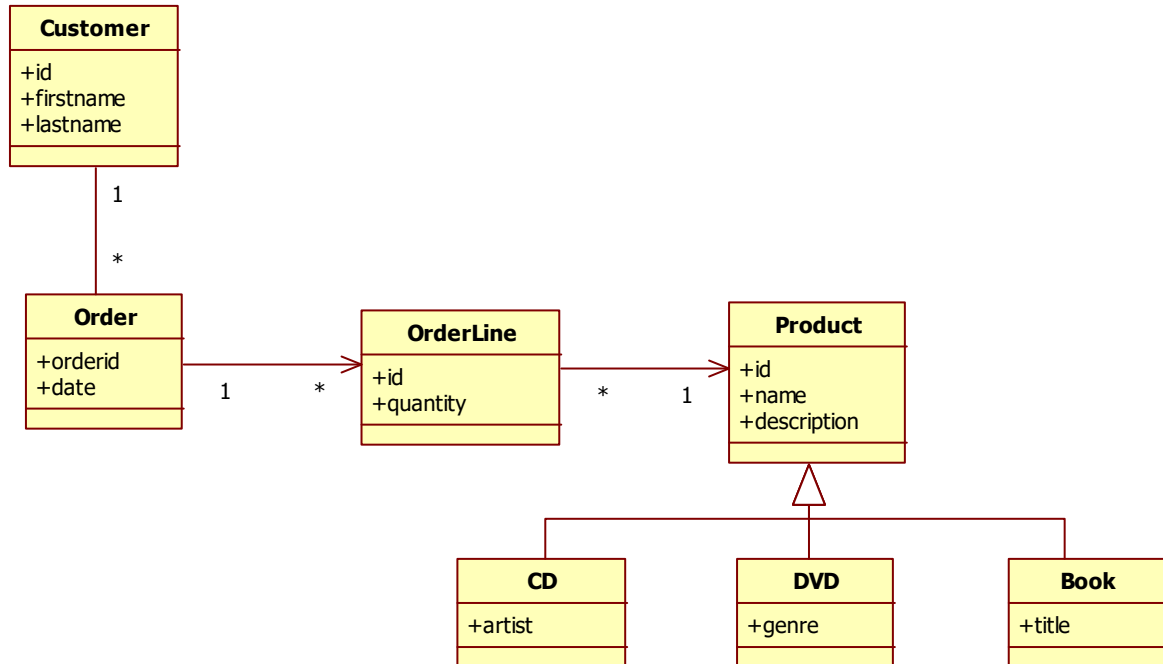 Customer
+id
+firstname
+lastname
1
*
Order
+orderid
+date
1
*
OrderLine
+id
+quantity
*
1
Product
+id
+name
+description
CD
+artist
DVD
+genre
Book
+title